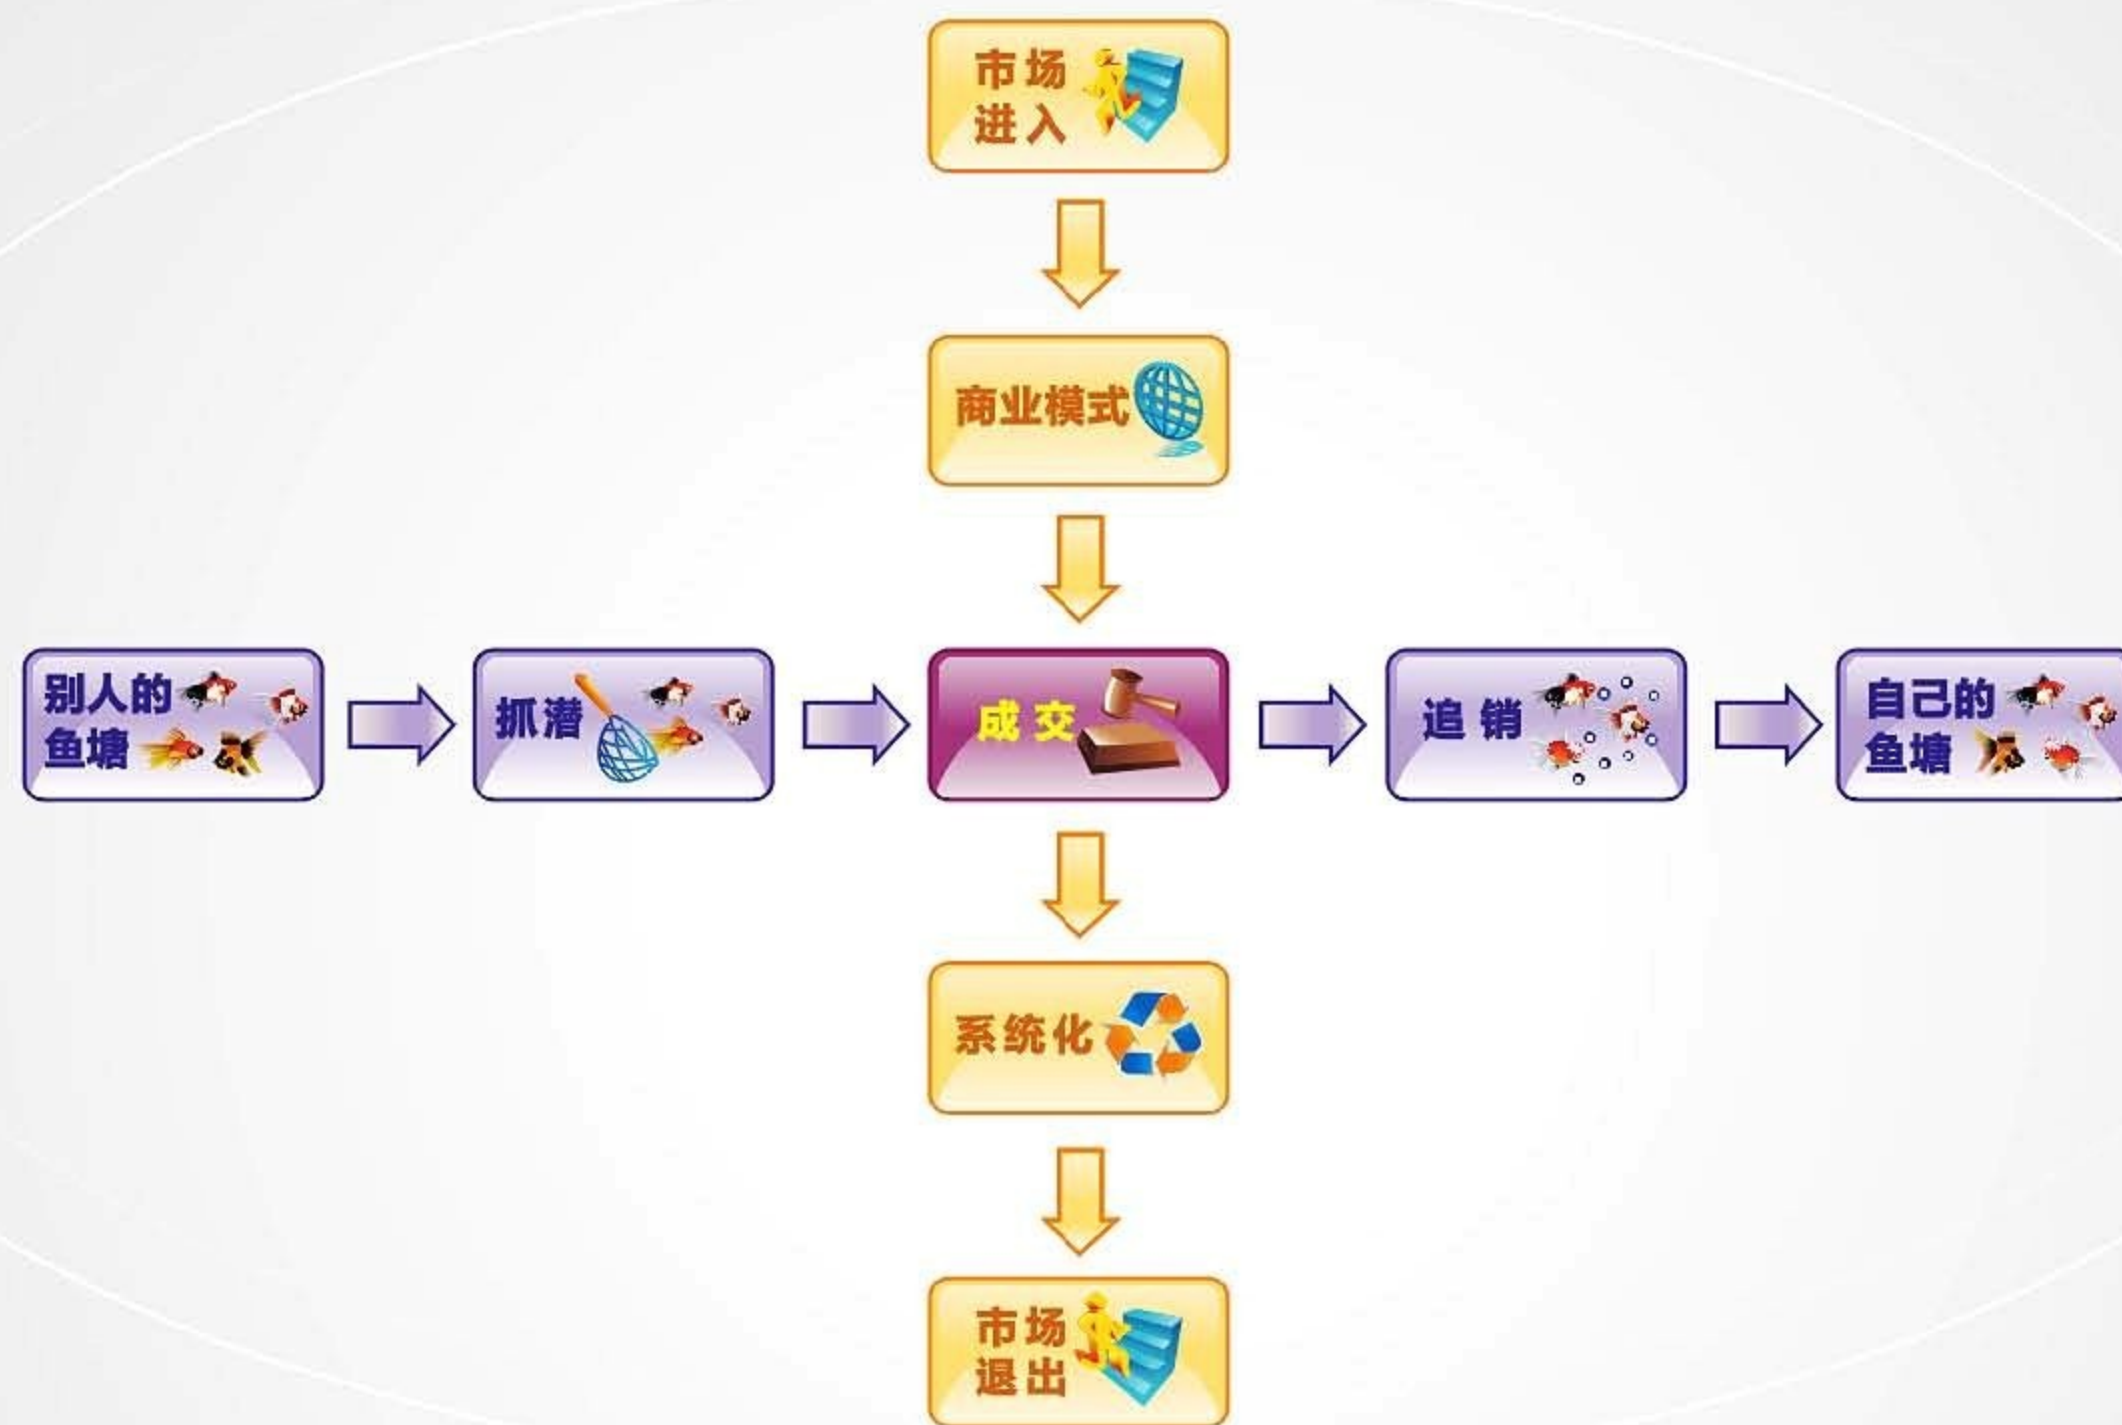 市场
进入
商业模式
别人的
鱼塘
抓潜
成交
追销
自己的
鱼塘
系统化
市场
退出